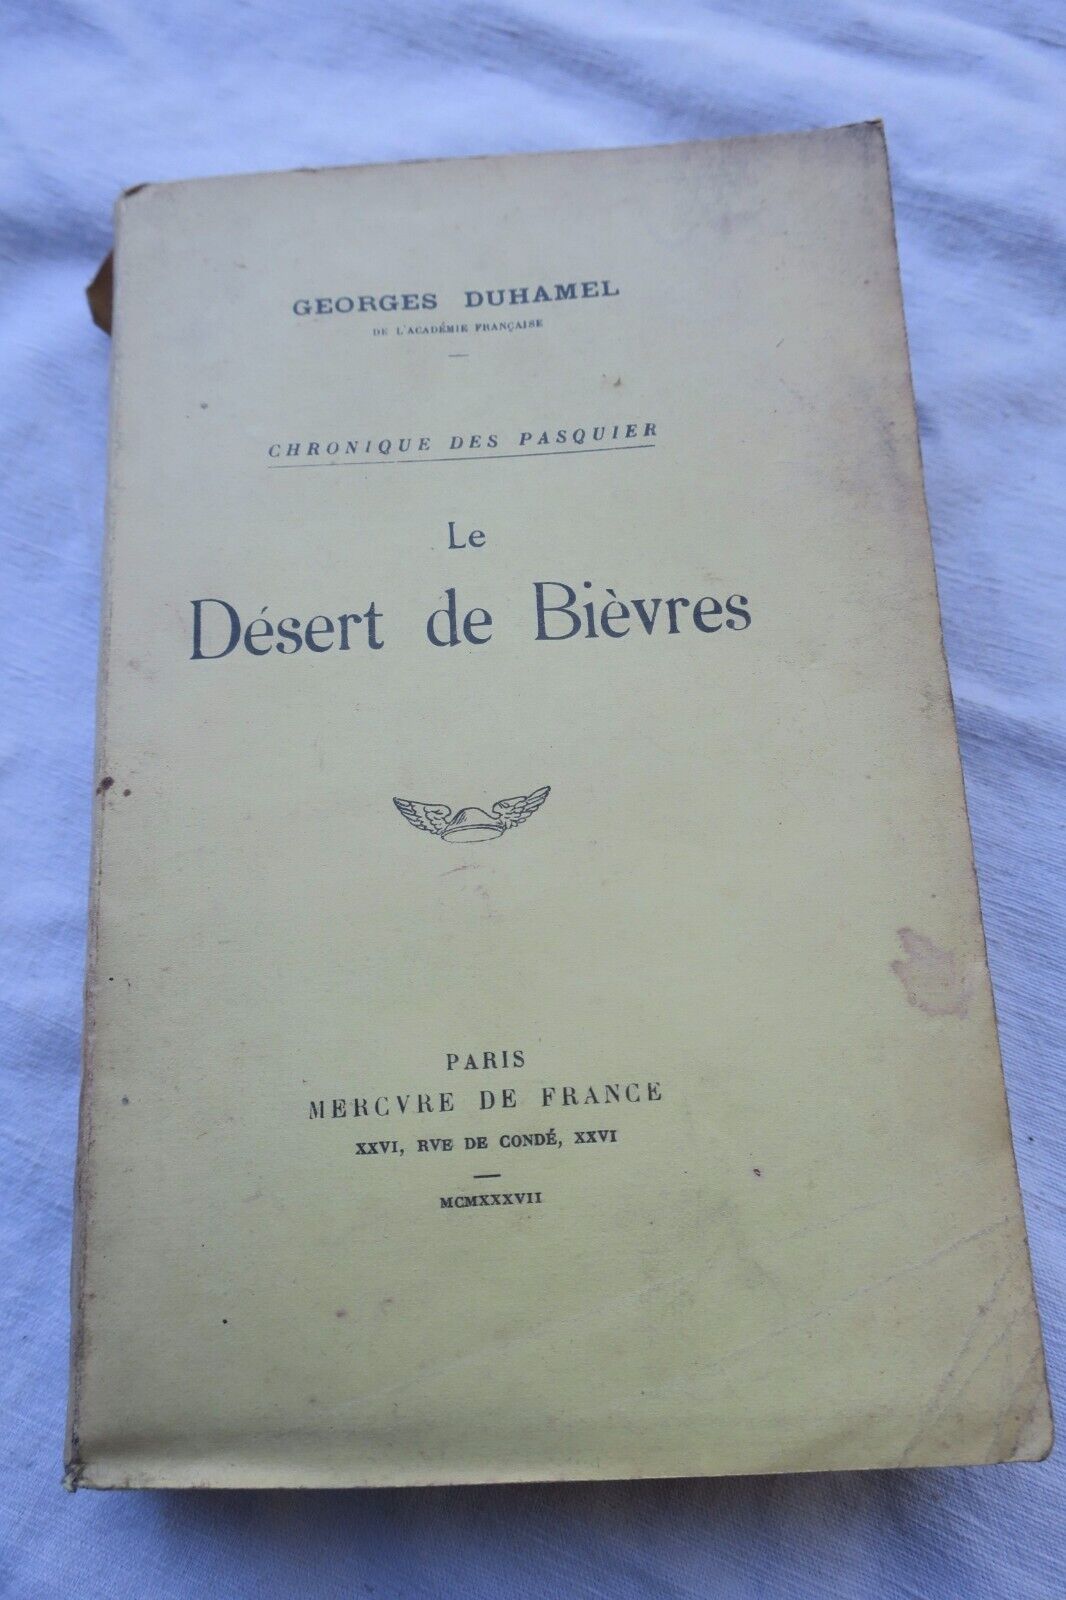 GEORGES DUHAMEL
DE L'ACADÉMIE FRANÇAISE
CHRONIQUE DES PASQUIER
Le
Désert de Bièvres
PARIS
MERCVRE DE FRANCE
XXVI, RVE DE CONDÉ, XXVI
MCMXXXVII